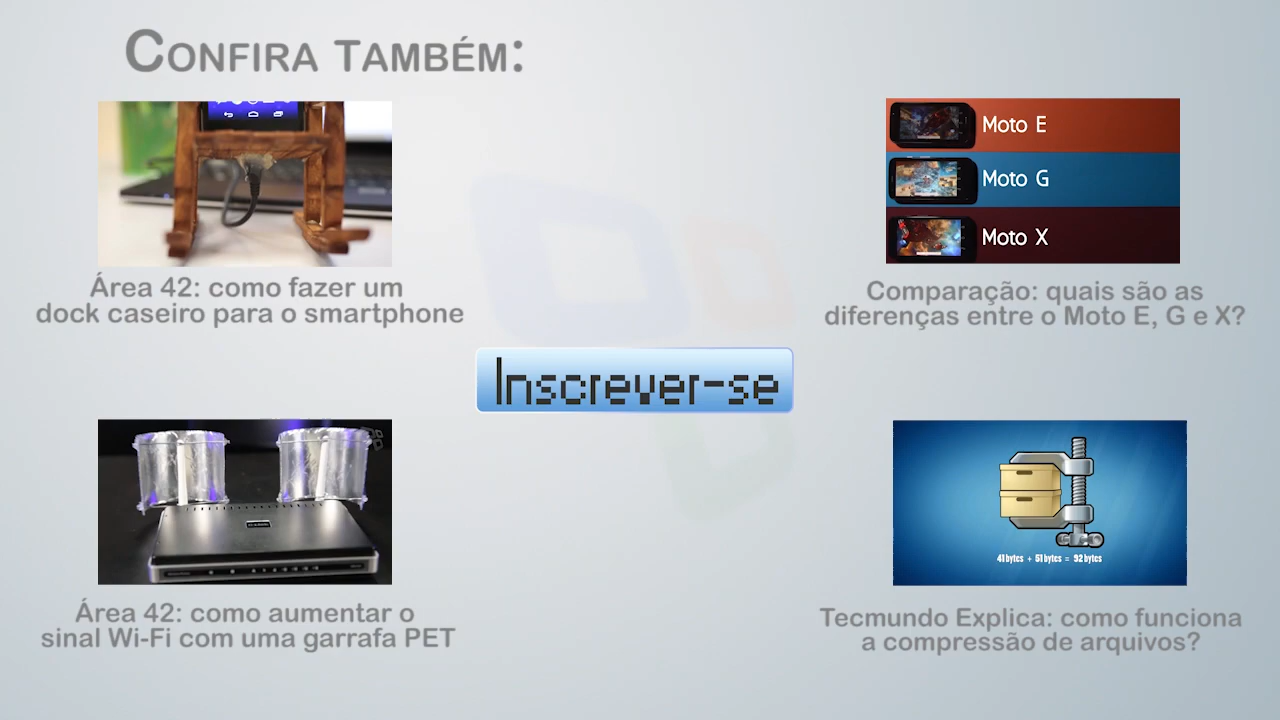 Confira Também:
Moto E
Moto G
Moto X
Área 42: como fazer um
dock caseiro para o smartphone
Comparação: quais são as
diferenças entre o Moto E, G e X?
Inscrever-se
41 bytes + 51 bytes = 92 bytes
Área 42: como aumentar o
sinal Wi-Fi com uma garrafa PET
Tecmundo Explica: como funciona
a compressão de arquivos?